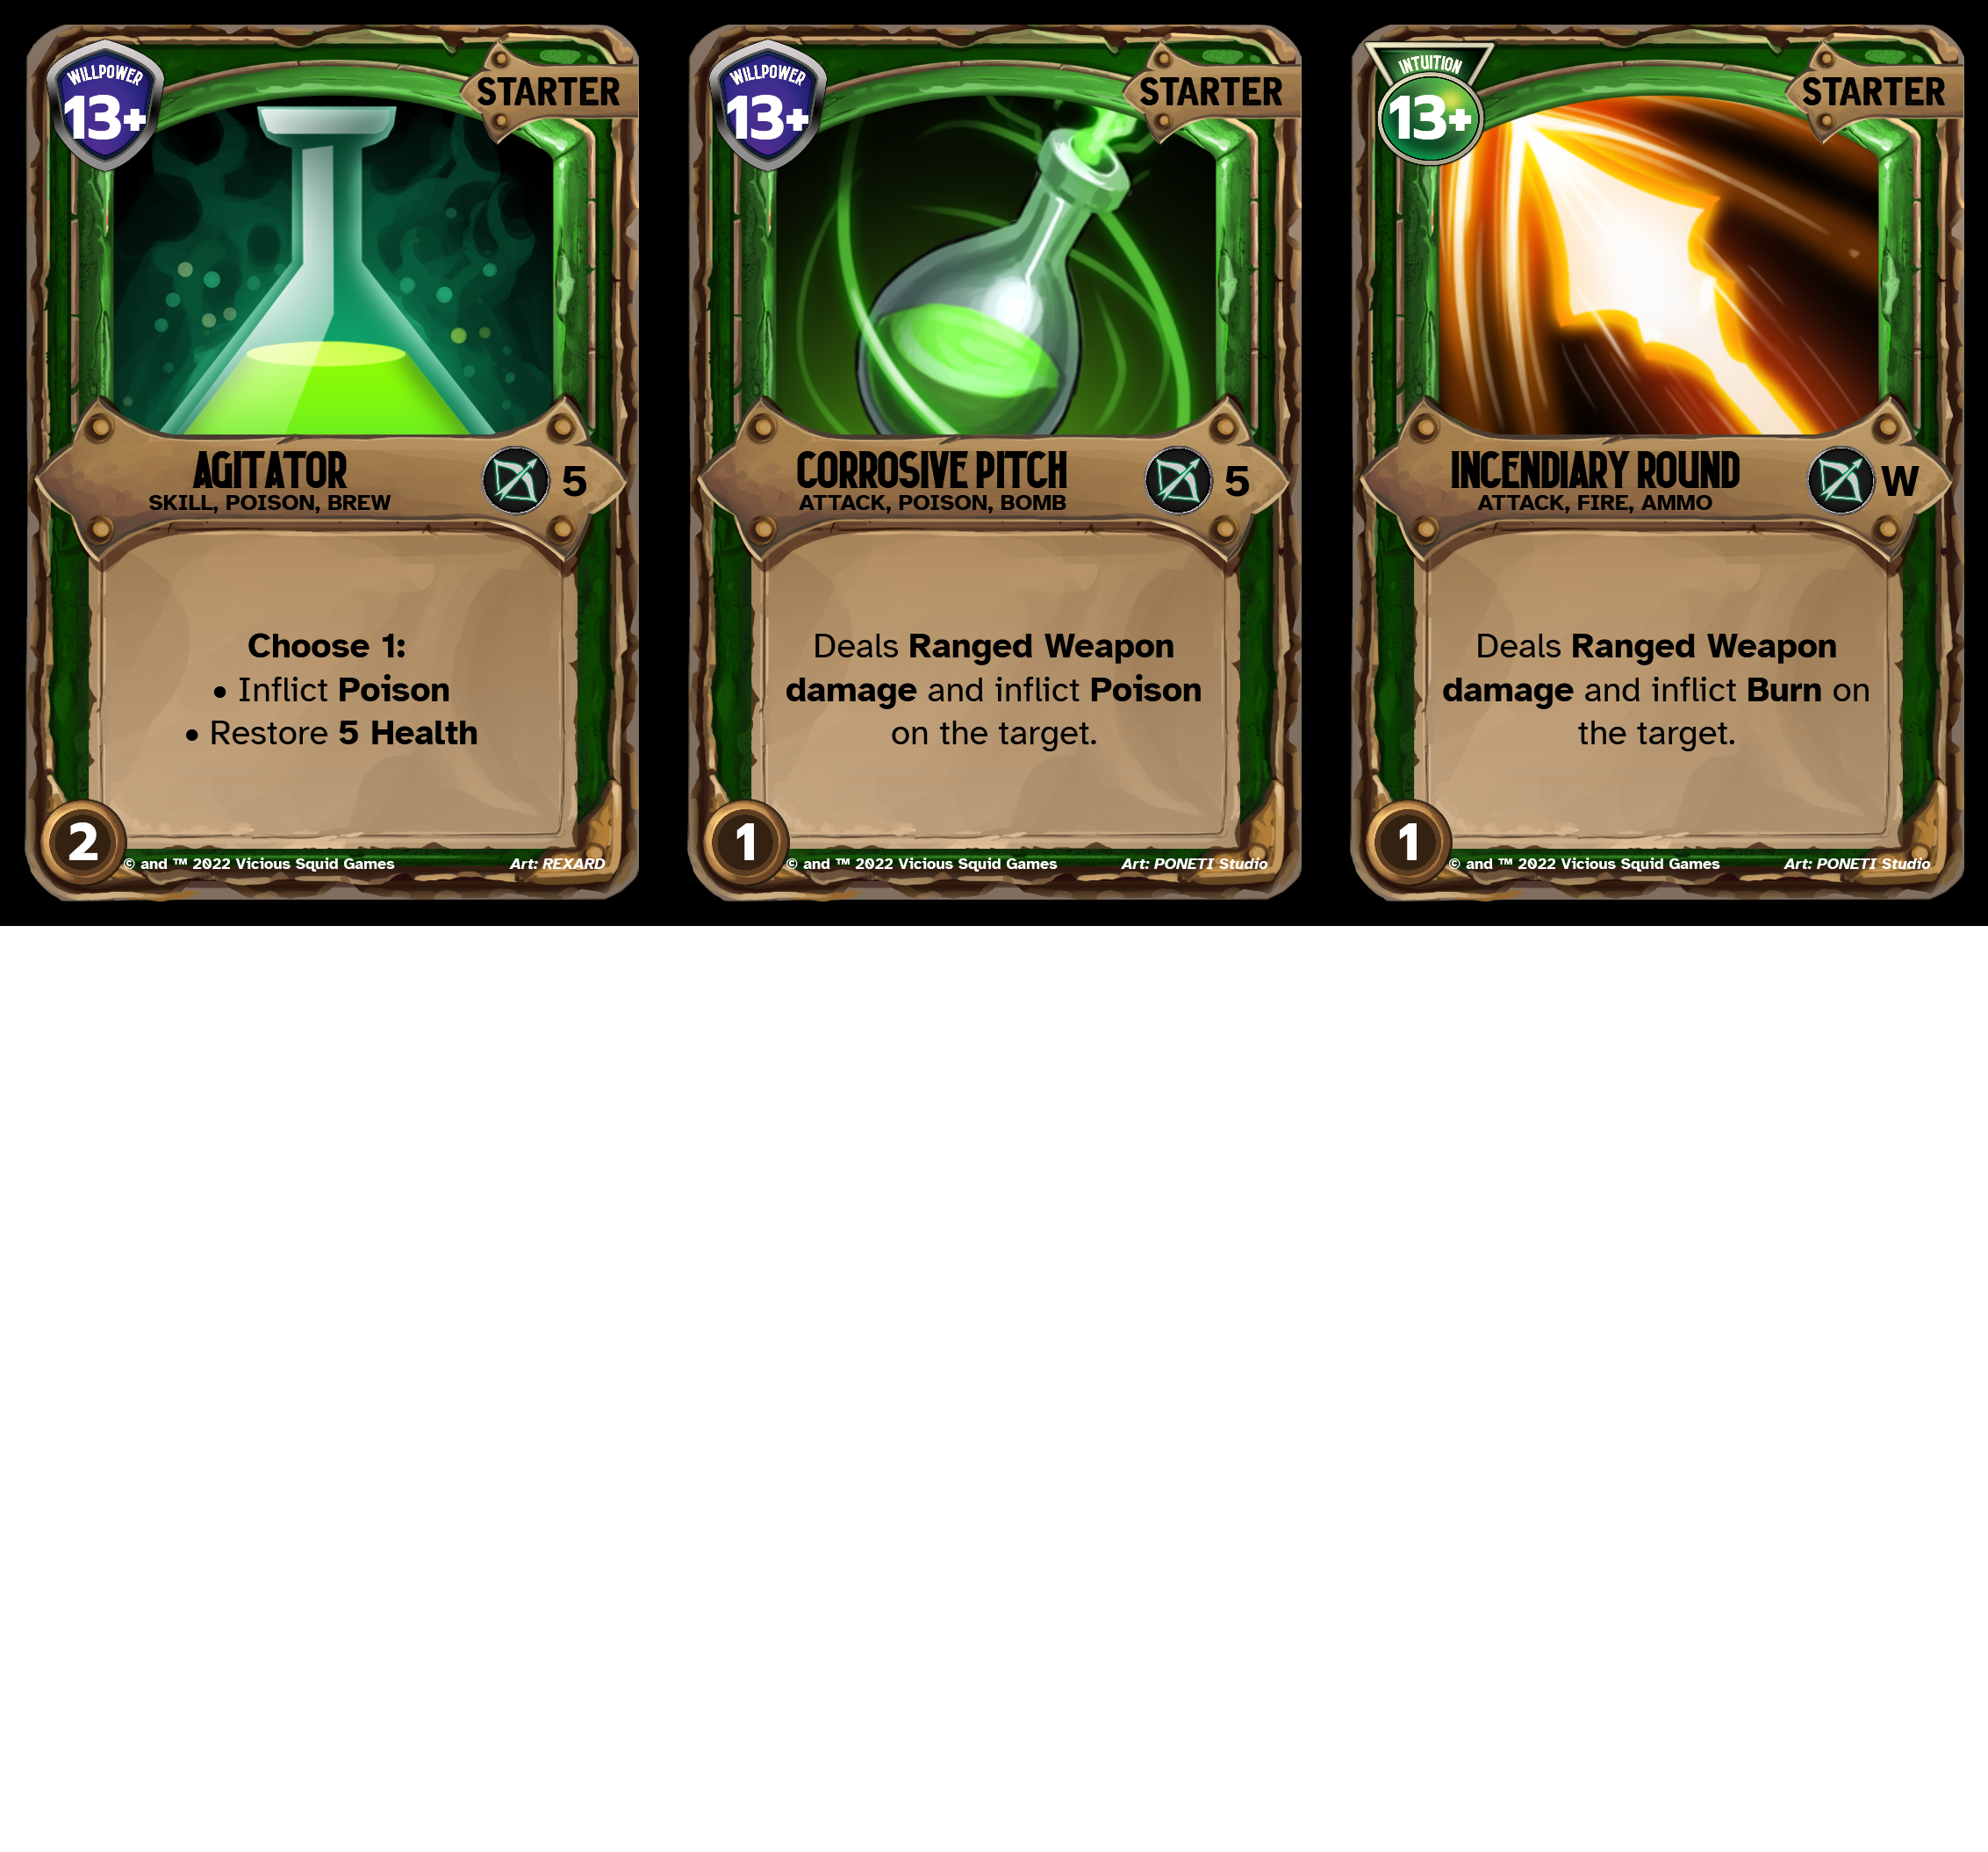 WILLPOWER
13+
STARTER
AGITATOR
SKILL, POISON, BREW
5
Choose 1:
• Inflict Poison
• Restore 5 Health
2
© and ™ 2022 Vicious Squid Games
Art: REXARD
WILLPOWER
13+
STARTER
CORROSIVE PITCH
ATTACK, POISON, BOMB
5
Deals Ranged Weapon
damage and inflict Poison
on the target.
1
© and ™ 2022 Vicious Squid Games
Art: PONETI Studio
INTUITION
13+
STARTER
INCENDIARY ROUND
ATTACK, FIRE, AMMO
W
Deals Ranged Weapon
damage and inflict Burn on
the target.
1
© and ™ 2022 Vicious Squid Games
Art: PONETI Studio